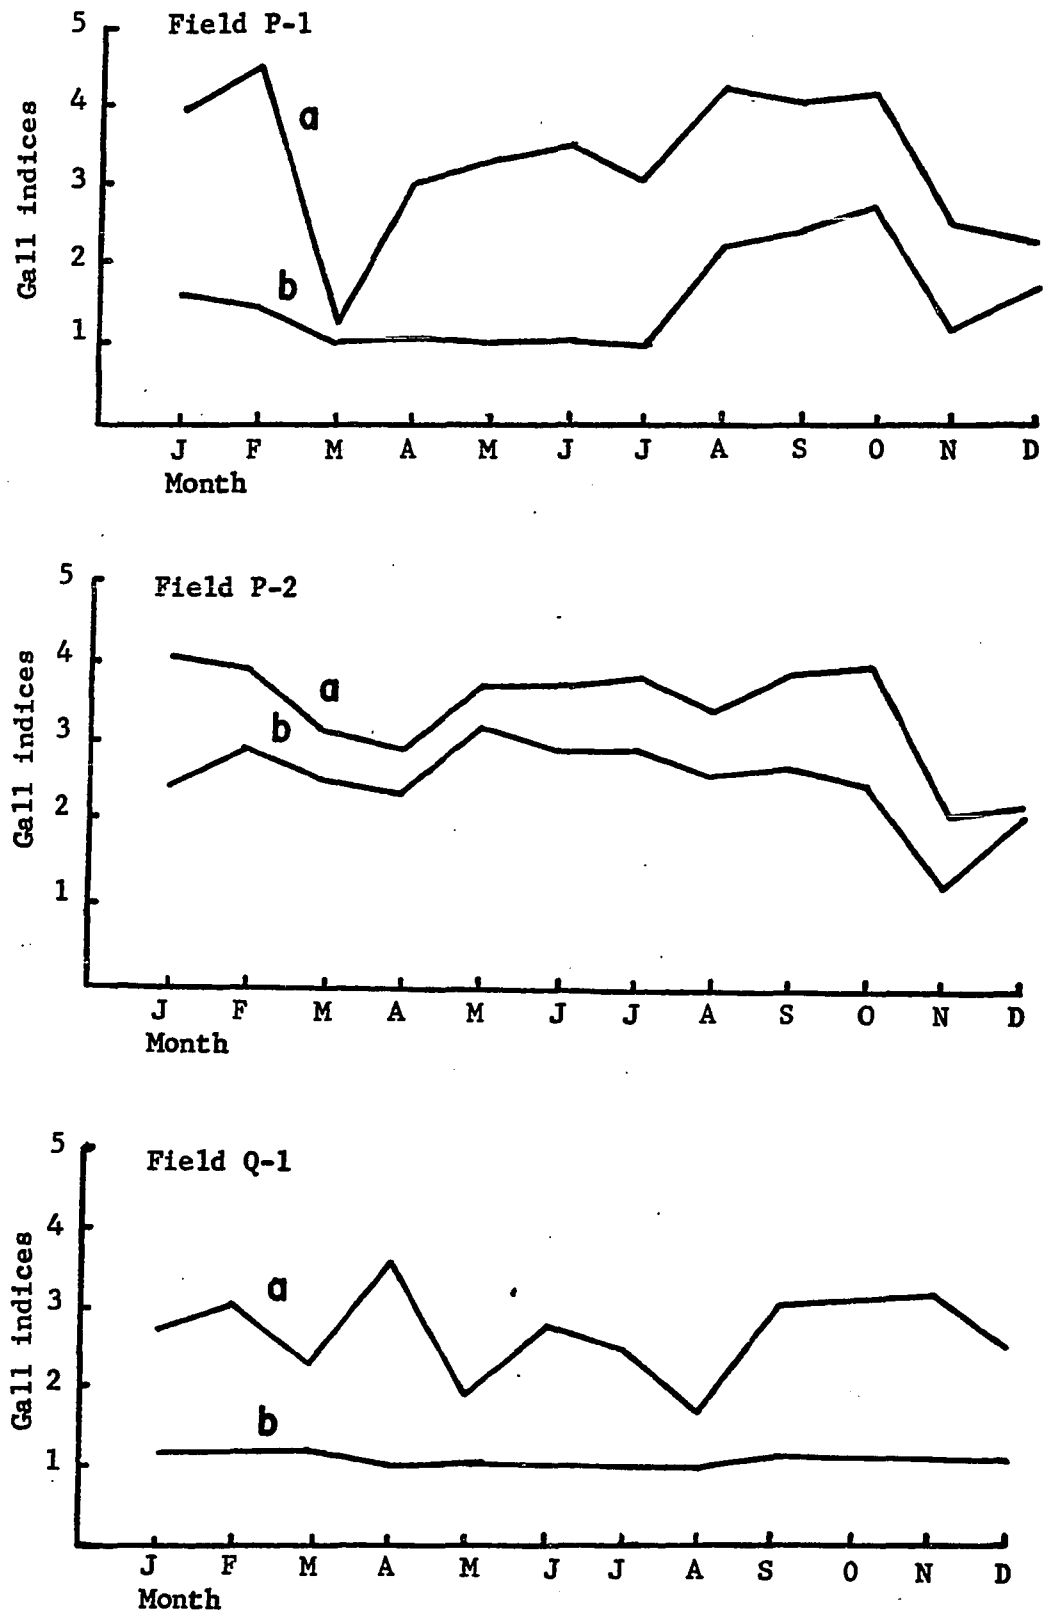 Field P-1
Gall indices
5
4
3
2
1
a
b
J F M A M J J A S O N D
Month
Field P-2
Gall indices
5
4
3
2
1
a
b
J F M A M J J A S O N D
Month
Field Q-1
Gall indices
5
4
3
2
1
a
b
J F M A M J J A S O N D
Month